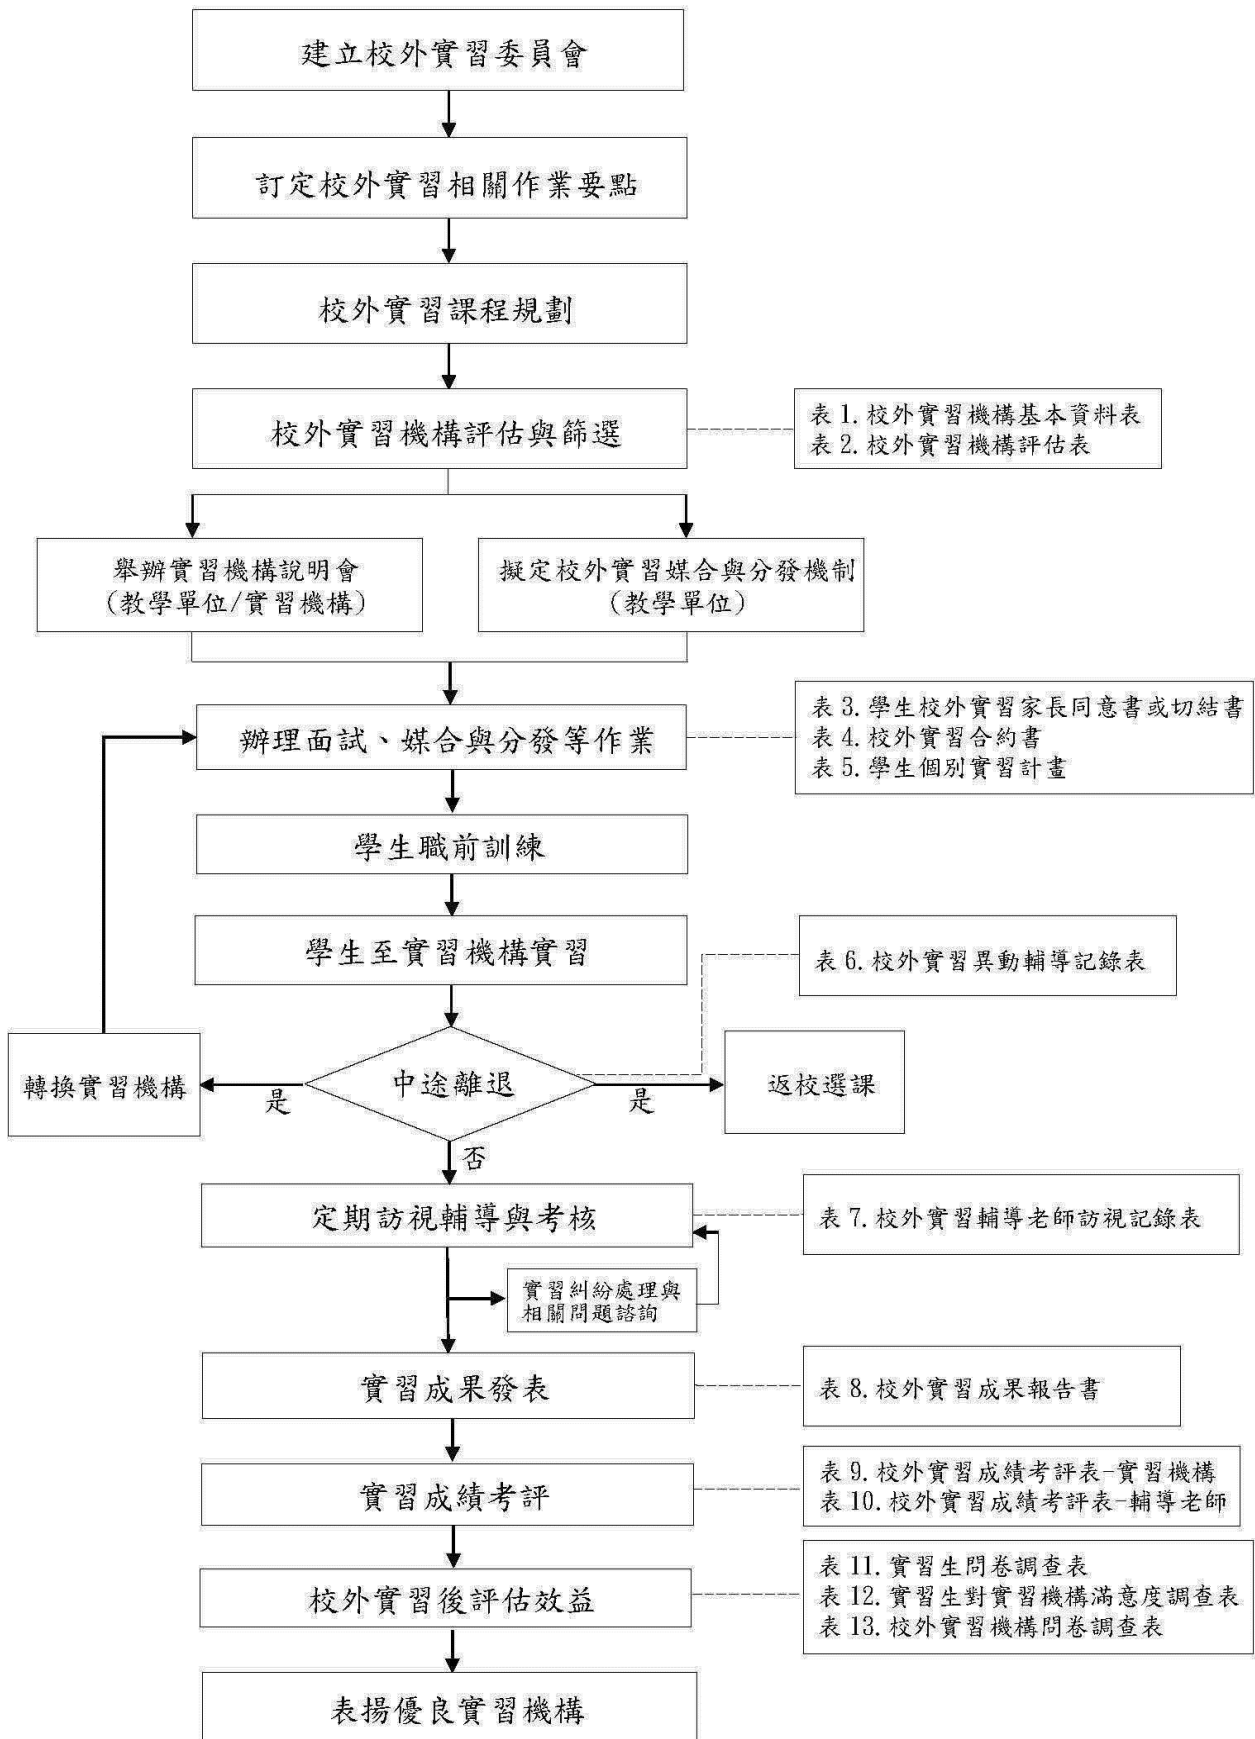 建立校外實習委員會
訂定校外實習相關作業要點
校外實習課程規劃
校外實習機構評估與篩選
表 1.校外實習機構基本資料表
表 2.校外實習機構評估表
舉辦實習機構說明會
(教學單位/實習機構)
擬定校外實習媒合與分發機制
(教學單位)
辦理面試、媒合與分發等作業
表 3.學生校外實習家長同意書或切結書
表 4.校外實習合約書
表 5.學生個別實習計畫
學生職前訓練
學生至實習機構實習
表 6.校外實習異動輔導記錄表
轉換實習機構
是
中途離退
是
返校選課
否
定期訪視輔導與考核
表 7.校外實習輔導老師訪視記錄表
實習糾紛處理與
相關問題諮詢
實習成果發表
表 8.校外實習成果報告書
實習成績考評
表 9.校外實習成績考評表-實習機構
表 10.校外實習成績考評表-輔導老師
校外實習後評估效益
表 11.實習生問卷調查表
表 12.實習生對實習機構滿意度調查表
表 13.校外實習機構問卷調查表
表揚優良實習機構